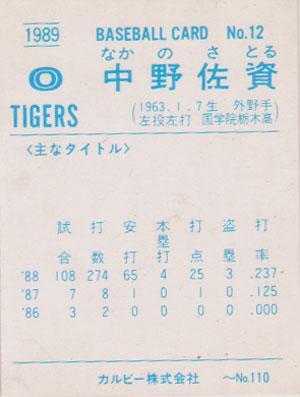 1989 BASEBALL CARD No.12
なかの さとる
0 中野佐資
TIGERS (1963.1.7生 外野手
左投左打 国学院栃木高)
〈主なタイトル〉
試合 打数 安打 本塁打 打点 盗塁 打率
'88 108 274 65 4 25 3 .237
'87 7 8 1 0 1 0 .125
'86 3 2 0 0 0 0 .000
カルビー株式会社 〜No.110